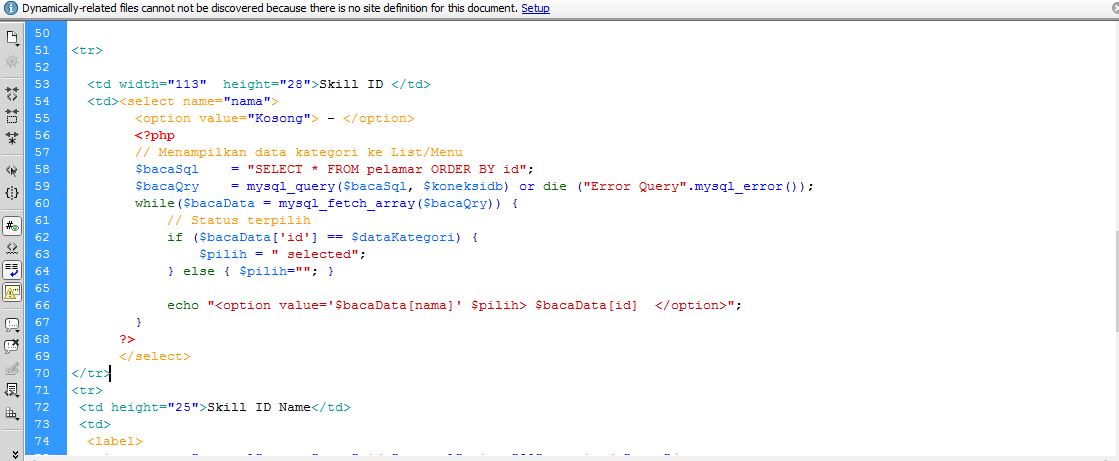 Dynamically-related files cannot not be discovered because there is no site definition for this document. Setup
50
51 <tr>
52
53 <td width="113"  height="28">Skill ID </td>
54 <td><select name="nama">
55 <option value="Kosong"> - </option>
56 <?php
57 // Menampilkan data kategori ke List/Menu
58 $bacaSql    = "SELECT * FROM pelamar ORDER BY id";
59 $bacaQry    = mysql_query($bacaSql, $koneksidb) or die ("Error Query".mysql_error());
60 while($bacaData = mysql_fetch_array($bacaQry)) {
61 // Status terpilih
62 if ($bacaData['id'] == $dataKategori) {
63 $pilih = " selected";
64 } else { $pilih=""; }
65
66 echo "<option value='$bacaData[nama]' $pilih> $bacaData[id]  </option>";
67 }
68 ?>
69 </select>
70 </tr>
71 <tr>
72 <td height="25">Skill ID Name</td>
73 <td>
74 <label>